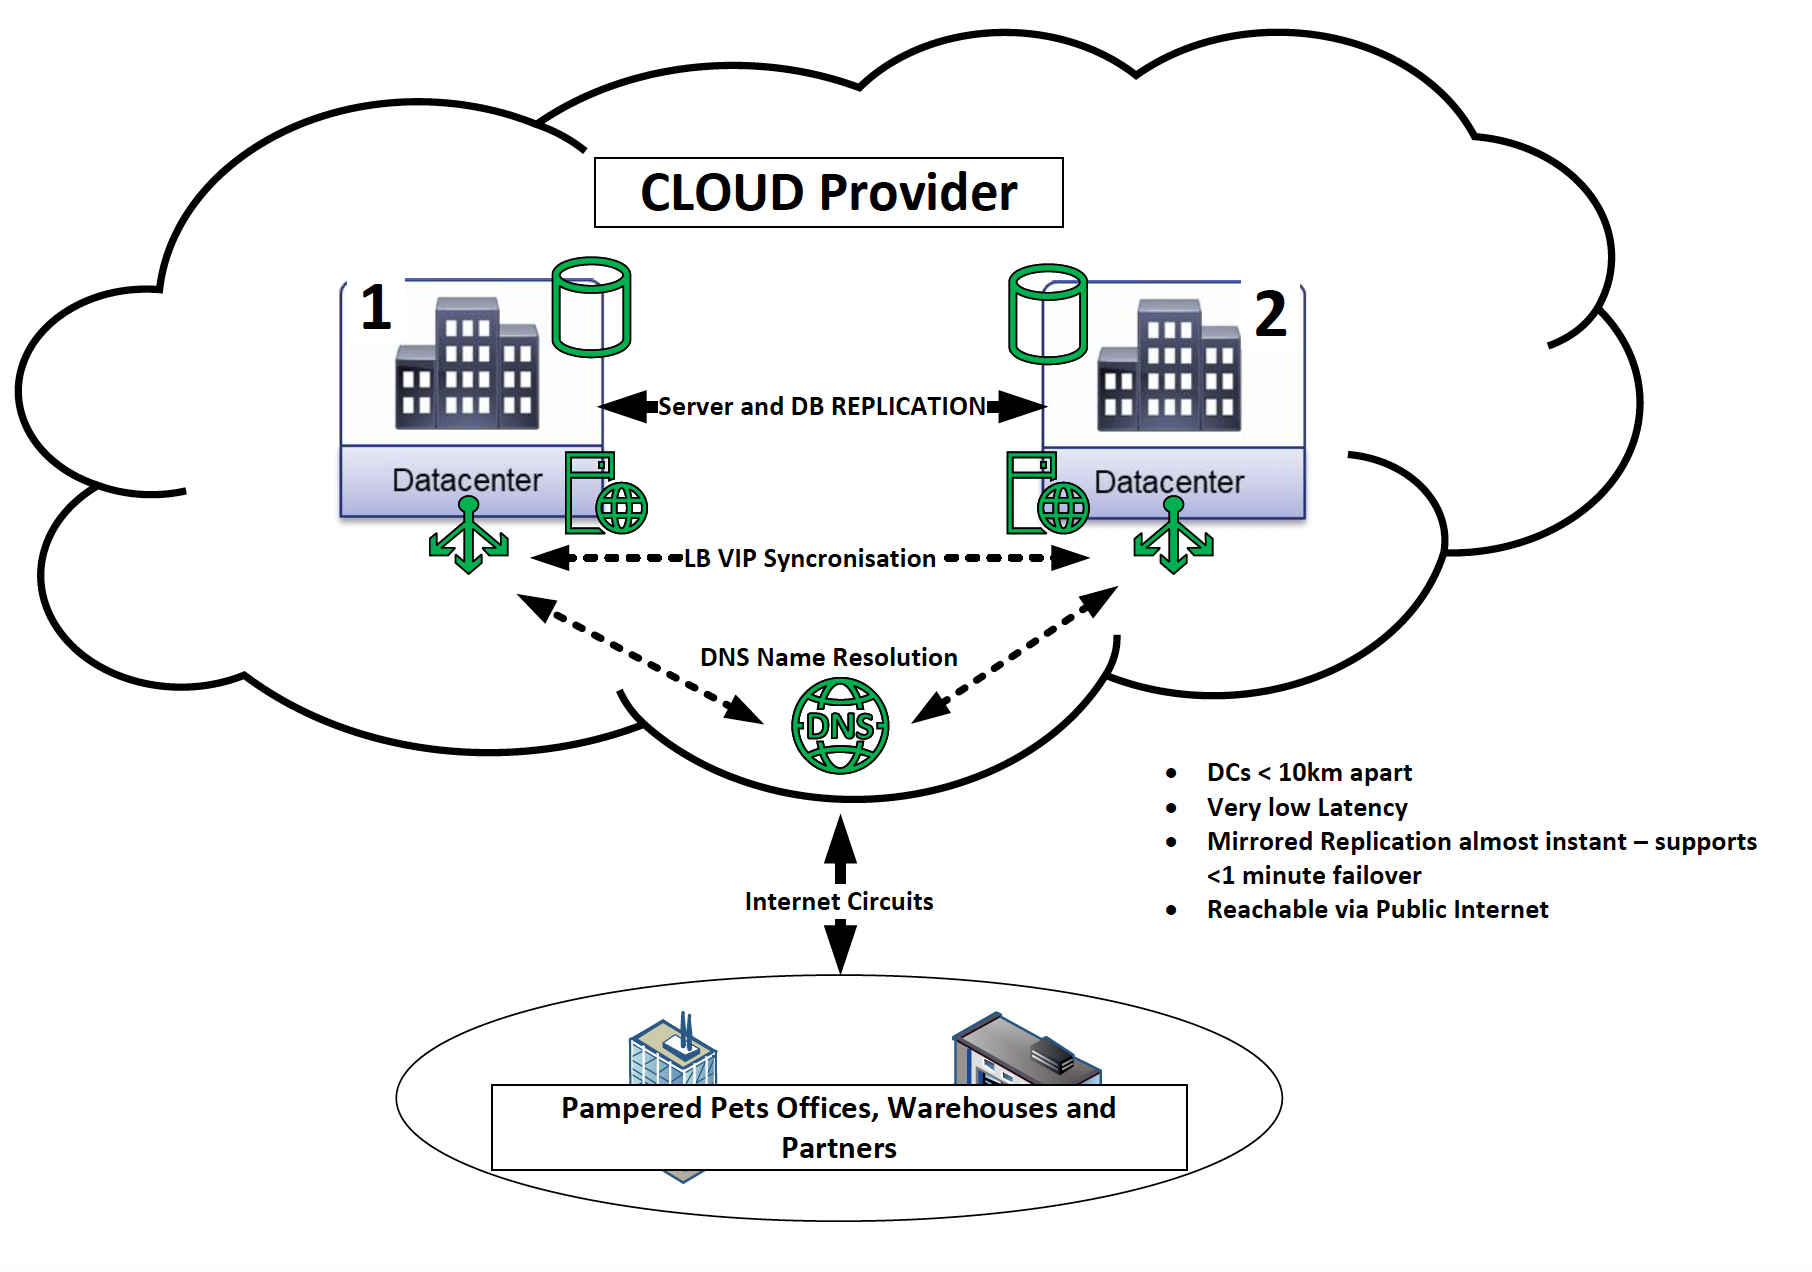 CLOUD Provider
1
2
Server and DB REPLICATION
Datacenter
Datacenter
LB VIP Syncronisation
DNS Name Resolution
DNS
• DCs < 10km apart
• Very low Latency
• Mirrored Replication almost instant – supports
<1 minute failover
• Reachable via Public Internet
Internet Circuits
Pampered Pets Offices, Warehouses and
Partners